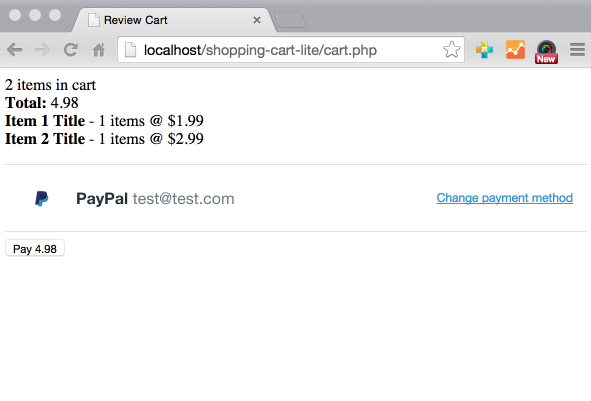 Review Cart
localhost/shopping-cart-lite/cart.php
New
2 items in cart
Total: 4.98
Item 1 Title - 1 items @ $1.99
Item 2 Title - 1 items @ $2.99
PayPal test@test.com
Change payment method
Pay 4.98